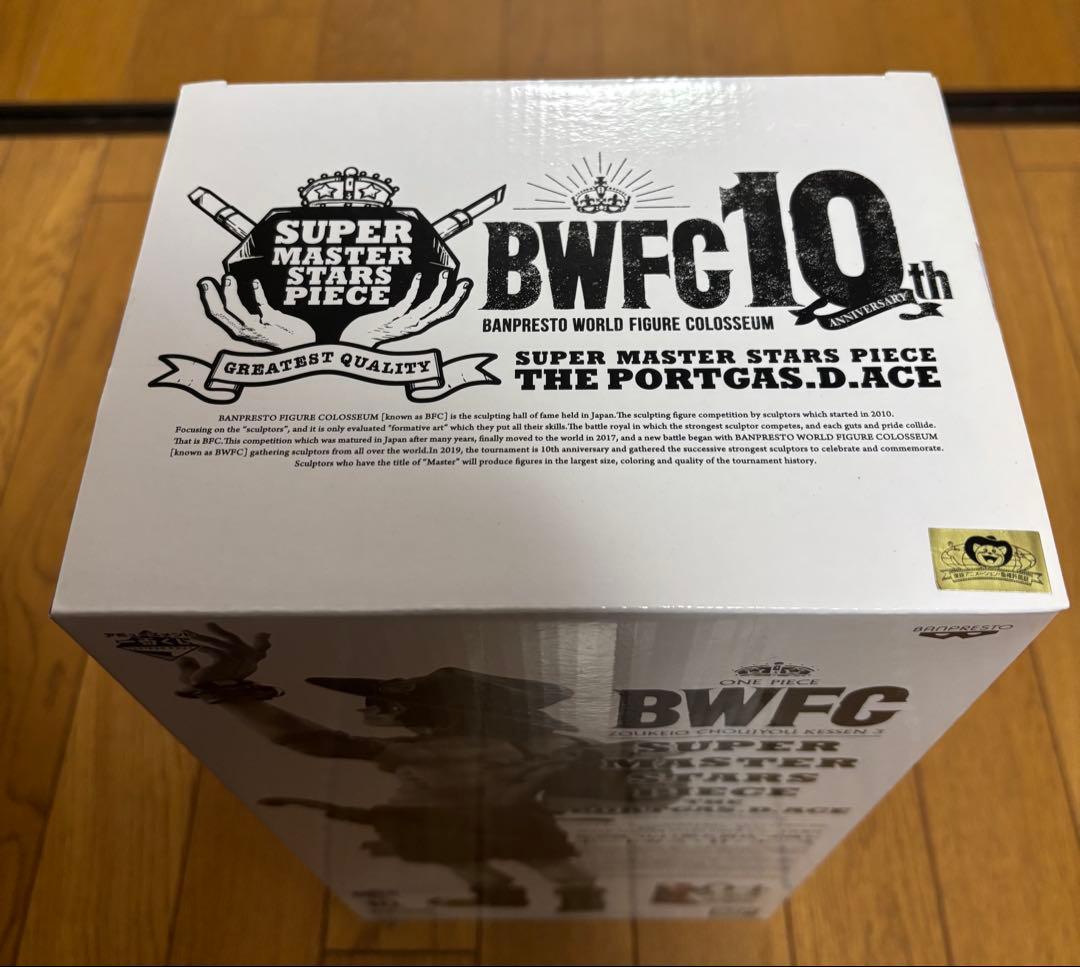 SUPER
MASTER
STARS
PIECE
GREATEST QUALITY
BWFC 10th
ANNIVERSARY
BANPRESTO WORLD FIGURE COLOSSEUM
SUPER MASTER STARS PIECE
THE PORTGAS.D.ACE
BANPRESTO FIGURE COLOSSEUM [known as BFC] is the sculpting hall of fame held in Japan.The sculpting figure competition by sculptors which started in 2010.
Focusing on the "sculptors", and it is only evaluated "formative art" which they put all their skills.The battle royal in which the strongest sculptor competes, and each guts and pride collide.
That is BFC.This competition which was matured in Japan after many years, finally moved to the world in 2017, and a new battle began with BANPRESTO WORLD FIGURE COLOSSEUM
[known as BWFC] gathering sculptors from all over the world.In 2019, the tournament is 10th anniversary and gathered the successive strongest sculptors to celebrate and commemorate.
Sculptors who have the title of "Master" will produce figures in the largest size, coloring and quality of the tournament history.
BANPRESTO
ONE PIECE
BWFC
ZOUKEIO CHOUJYOU KESSEN 3
SUPER
MASTER
STARS
PIECE
THE
PORTGAS.D.ACE